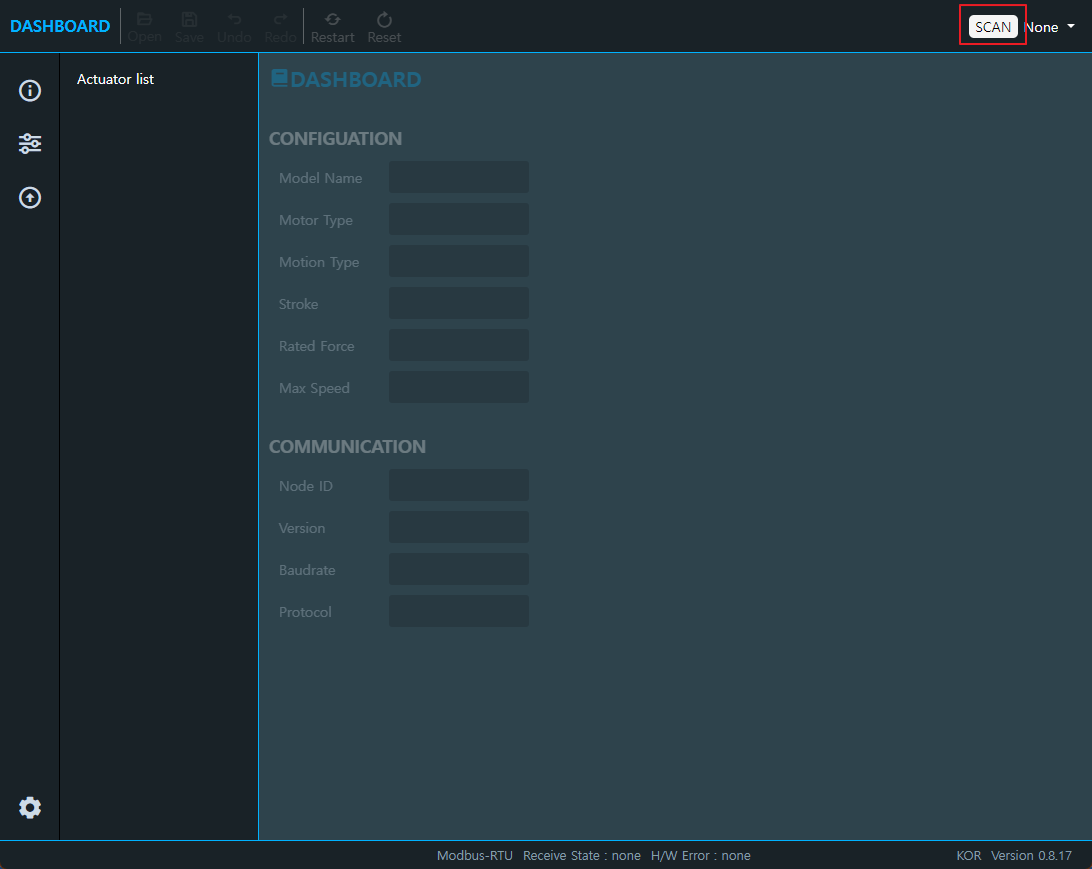 DASHBOARD
Open Save Undo Redo Restart Reset
SCAN None
Actuator list
DASHBOARD
CONFIGUATION
Model Name
Motor Type
Motion Type
Stroke
Rated Force
Max Speed
COMMUNICATION
Node ID
Version
Baudrate
Protocol
Modbus-RTU Receive State : none H/W Error : none KOR Version 0.8.17